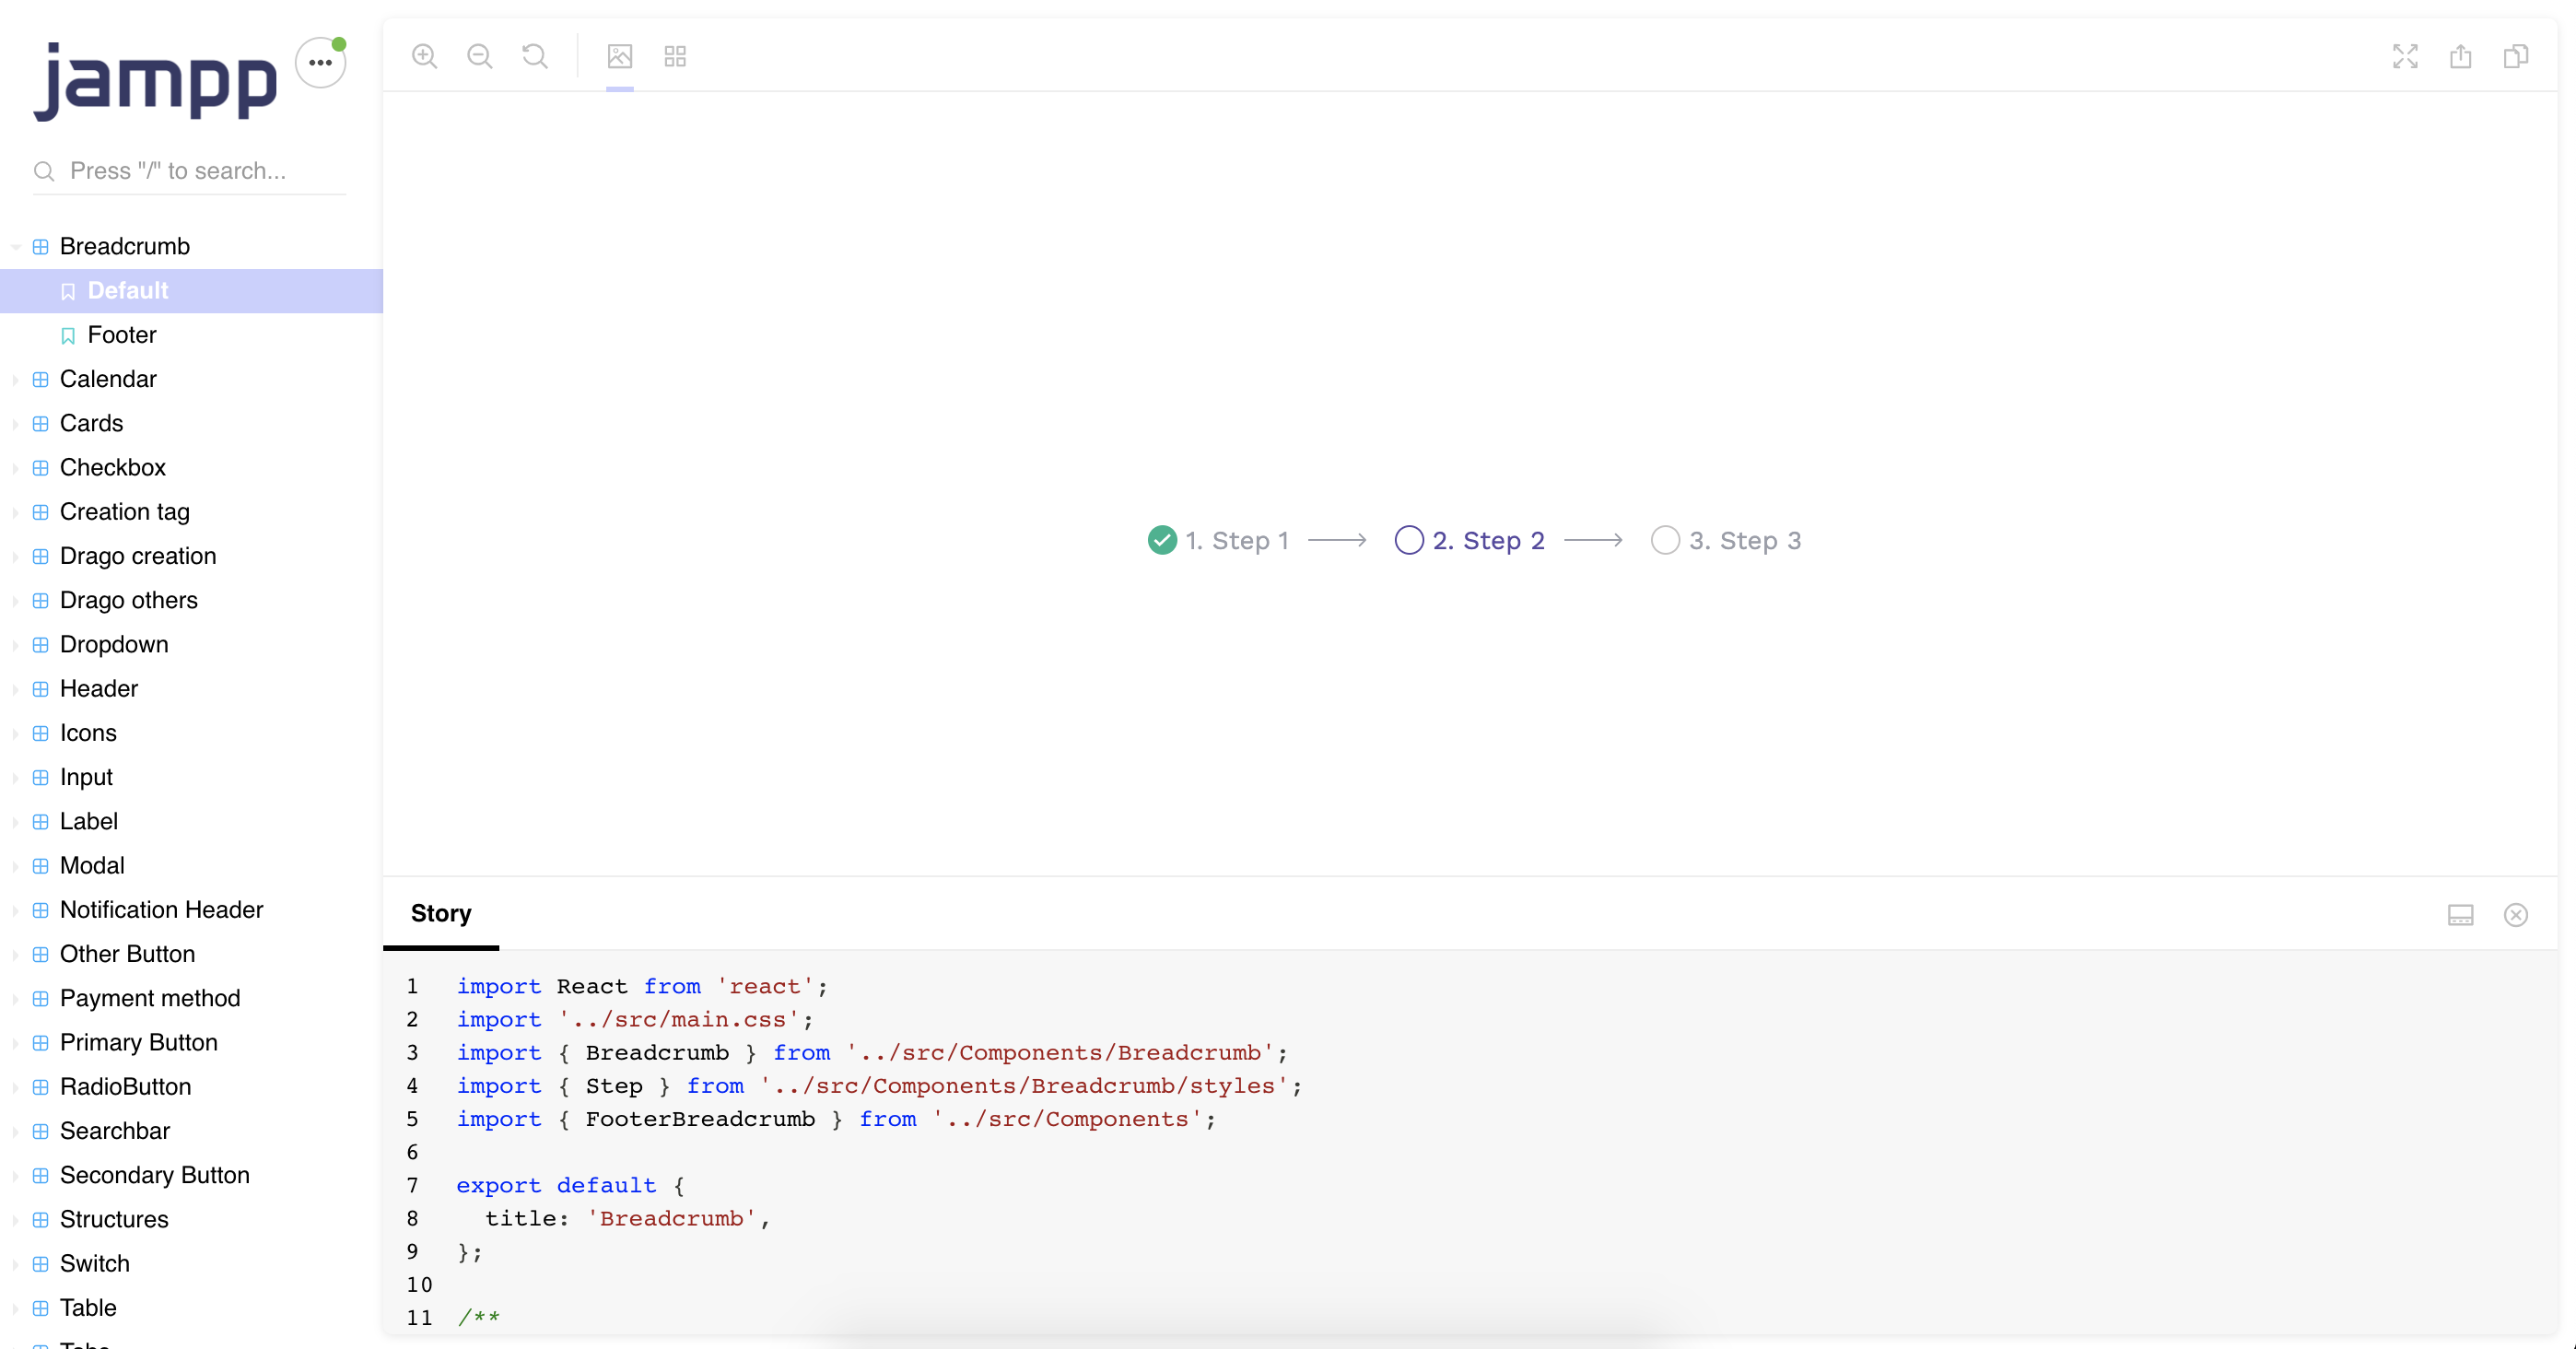 jampp
Press "/" to search...
Breadcrumb
Default
Footer
Calendar
Cards
Checkbox
Creation tag
Drago creation
Drago others
Dropdown
Header
Icons
Input
Label
Modal
Notification Header
Other Button
Payment method
Primary Button
RadioButton
Searchbar
Secondary Button
Structures
Switch
Table
1. Step 1
2. Step 2
3. Step 3
Story
1 import React from 'react';
2 import '../src/main.css';
3 import { Breadcrumb } from '../src/Components/Breadcrumb';
4 import { Step } from '../src/Components/Breadcrumb/styles';
5 import { FooterBreadcrumb } from '../src/Components';
6
7 export default {
8   title: 'Breadcrumb',
9 };
10
11 /**